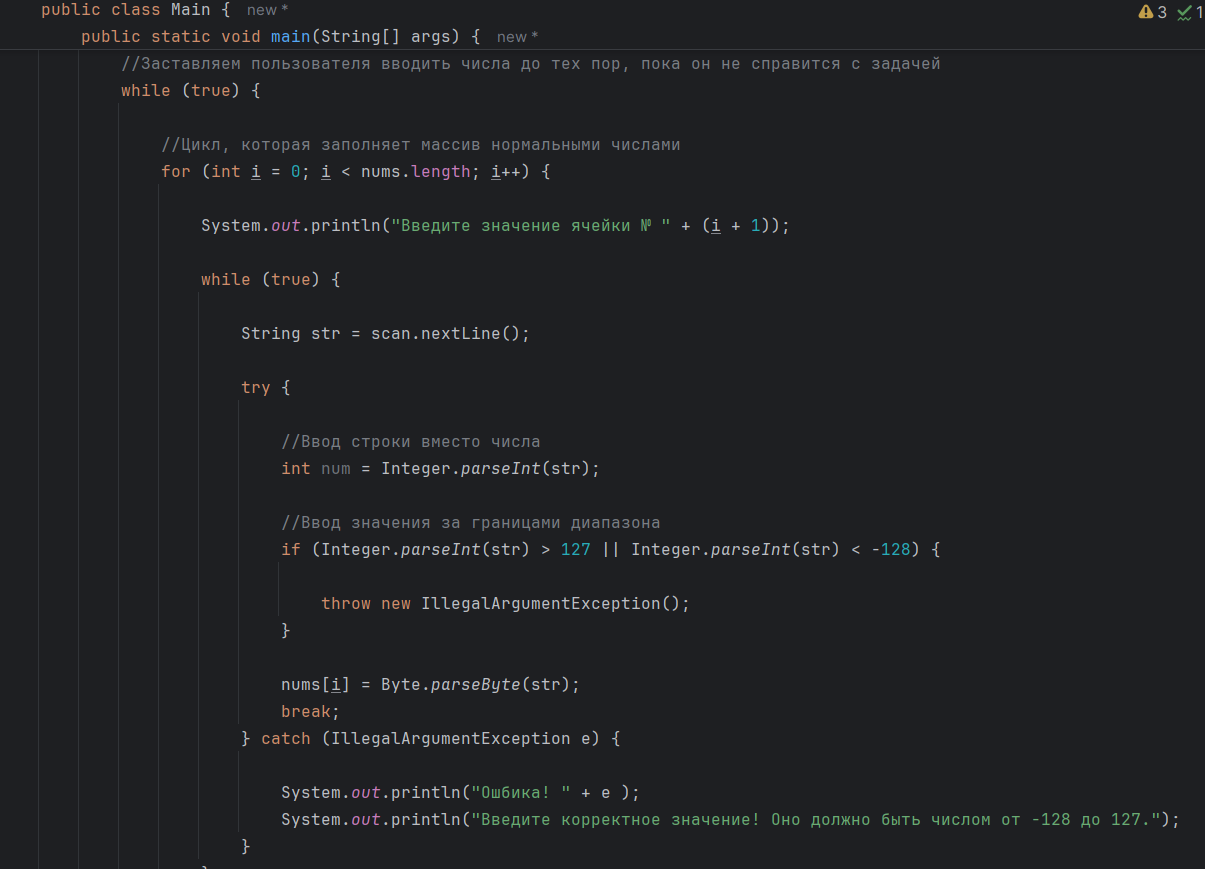 public class Main { new *
3 1
public static void main(String[] args) { new *
//Заставляем пользователя вводить числа до тех пор, пока он не справится с задачей
while (true) {
//Цикл, которая заполняет массив нормальными числами
for (int i = 0; i < nums.length; i++) {
System.out.println("Введите значение ячейки № " + (i + 1));
while (true) {
String str = scan.nextLine();
try {
//Ввод строки вместо числа
int num = Integer.parseInt(str);
//Ввод значения за границами диапазона
if (Integer.parseInt(str) > 127 || Integer.parseInt(str) < -128) {
throw new IllegalArgumentException();
}
nums[i] = Byte.parseByte(str);
break;
} catch (IllegalArgumentException e) {
System.out.println("Ошбика! " + e );
System.out.println("Введите корректное значение! Оно должно быть числом от -128 до 127.");
}